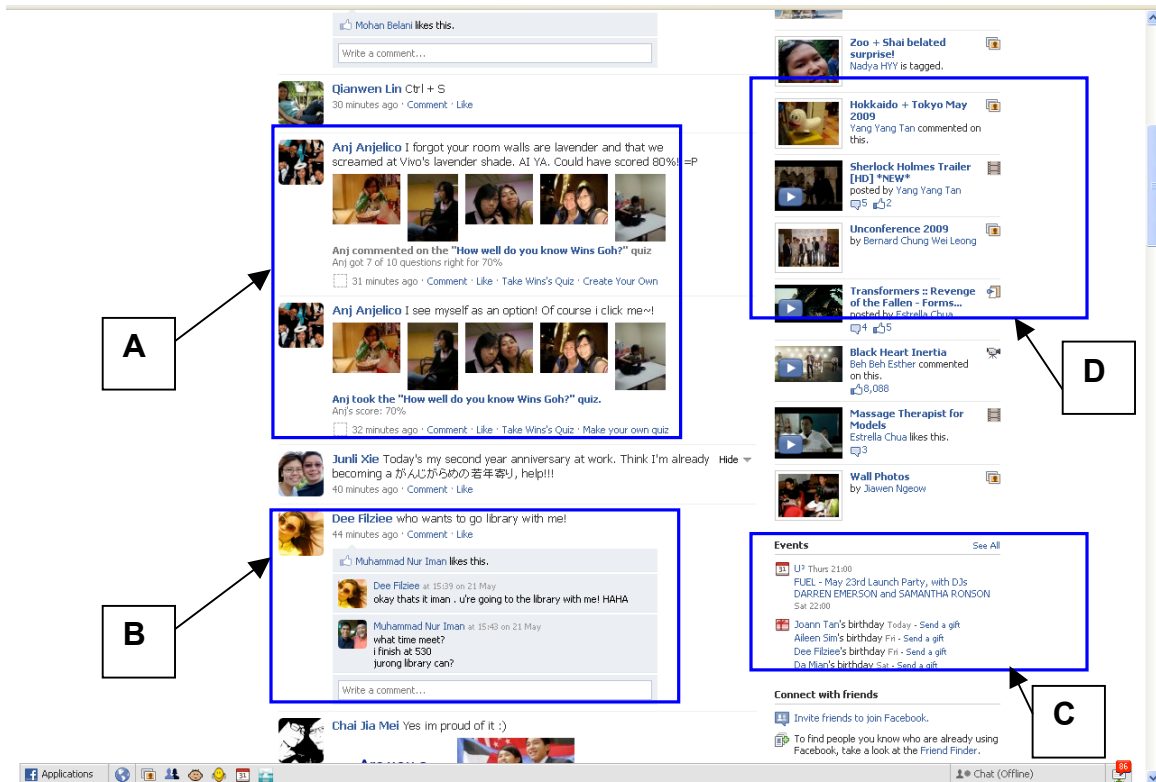 Mohan Belani likes this.
Write a comment...
Qianwen Lin Ctrl + S
30 minutes ago · Comment · Like
Anj Anjelico I forgot your room walls are lavender and that we
screamed at Vivo's lavender shade. AI YA. Could have scored 80%! =P
Anj commented on the "How well do you know Wins Goh?" quiz
Anj got 7 of 10 questions right for 70%
31 minutes ago · Comment · Like · Take Wins's Quiz · Create Your Own
Anj Anjelico I see myself as an option! Of course i click me~!
Anj took the "How well do you know Wins Goh?" quiz.
Anj's score: 70%
32 minutes ago · Comment · Like · Take Wins's Quiz · Make your own quiz
Junli Xie Today's my second year anniversary at work. Think I'm already
becoming a がんじがらめの若年寄り, help!!!
Hide
40 minutes ago · Comment · Like
Dee Filziee who wants to go library with me!
44 minutes ago · Comment · Like
Muhammad Nur Iman likes this.
Dee Filziee at 15:39 on 21 May
okay thats it iman . u're going to the library with me! HAHA
Muhammad Nur Iman at 15:43 on 21 May
what time meet?
i finish at 530
jurong library can?
Write a comment...
Chai Jia Mei Yes im proud of it :)
A
B
Zoo + Shai belated
surprise!
Nadya HYY is tagged.
Hokkaido + Tokyo May
2009
Yang Yang Tan commented on
this.
Sherlock Holmes Trailer
[HD] *NEW*
posted by Yang Yang Tan
5 2
Unconference 2009
by Bernard Chung Wei Leong
Transformers :: Revenge
of the Fallen - Forms...
posted by Estrella Chua
4 5
Black Heart Inertia
Beh Beh Esther commented
on this.
8,088
Massage Therapist for
Models
Estrella Chua likes this.
3
Wall Photos
by Jiawen Ngeow
D
Events See All
31 U³ Thurs 21:00
FUEL - May 23rd Launch Party, with DJs
DARREN EMERSON and SAMANTHA RONSON
Sat 22:00
Joann Tan's birthday Today - Send a gift
Aileen Sim's birthday Fri - Send a gift
Dee Filziee's birthday Fri - Send a gift
Da Mian's birthday Sat - Send a gift
C
Connect with friends
Invite friends to join Facebook.
To find people you know who are already using
Facebook, take a look at the Friend Finder.
Applications
31
Chat (Offline)
86